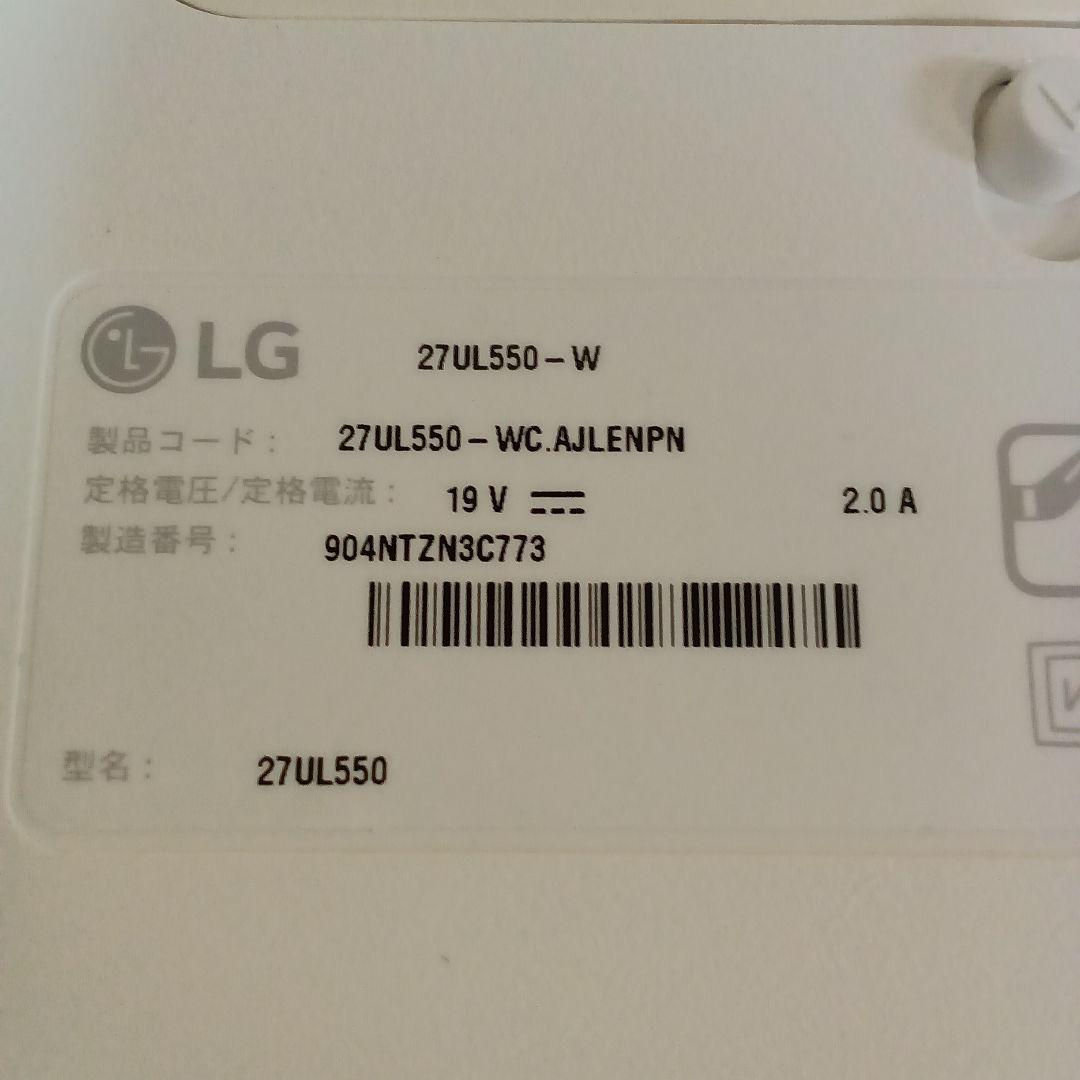 LG 27UL550-W
製品コード: 27UL550-WC.AJLENPN
定格電圧/定格電流: 19 V 2.0 A
製造番号: 904NTZN3C773
型名: 27UL550